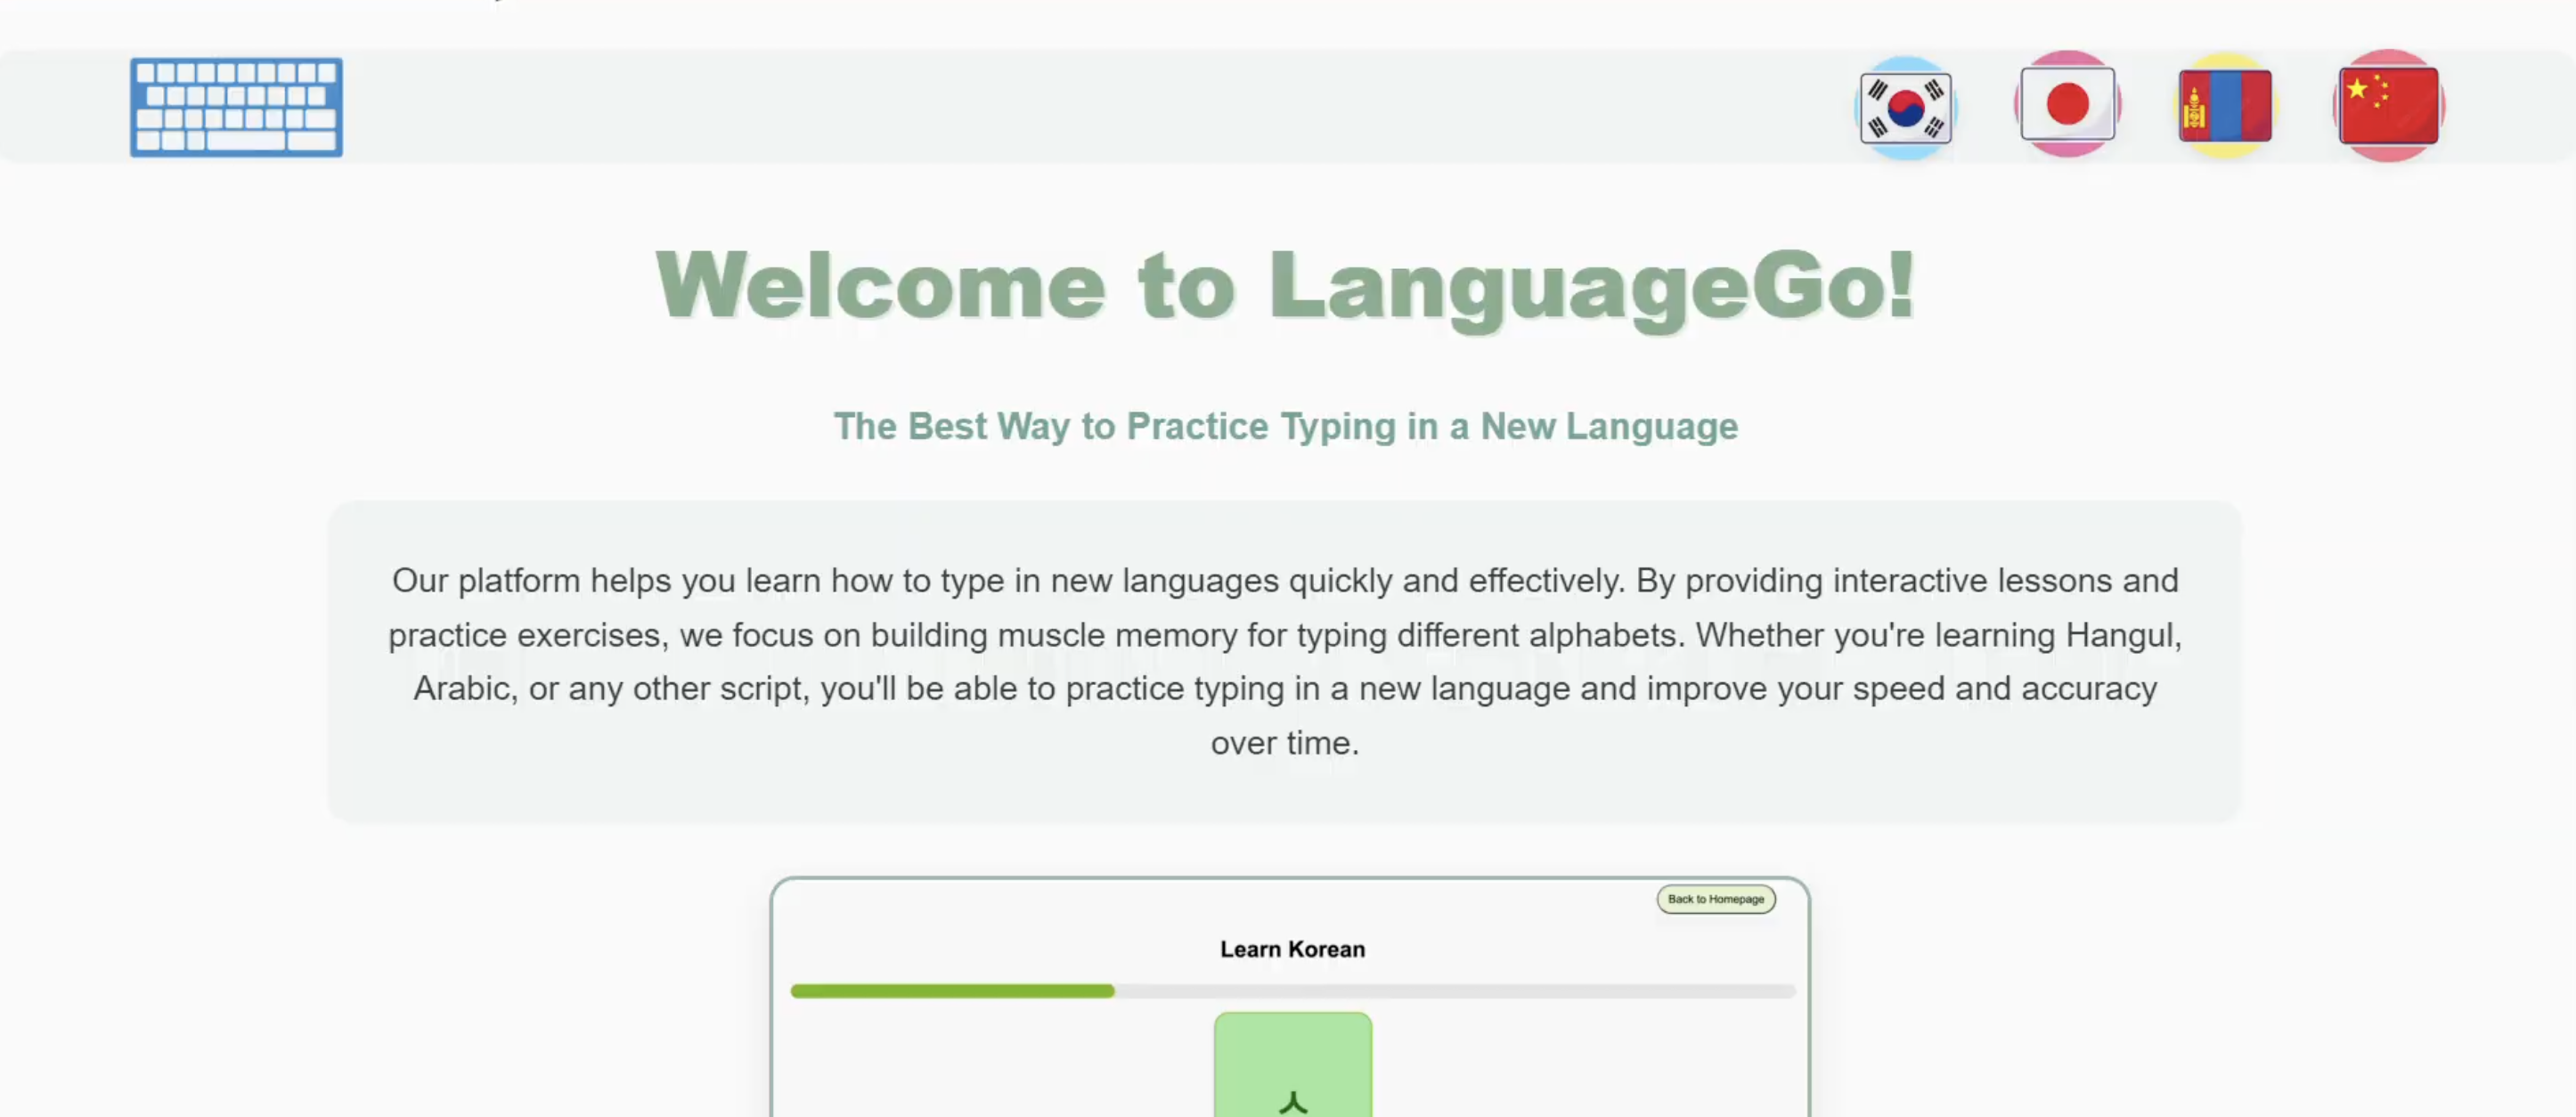 Welcome to LanguageGo!
The Best Way to Practice Typing in a New Language
Our platform helps you learn how to type in new languages quickly and effectively. By providing interactive lessons and
practice exercises, we focus on building muscle memory for typing different alphabets. Whether you're learning Hangul,
Arabic, or any other script, you'll be able to practice typing in a new language and improve your speed and accuracy
over time.
Back to Homepage
Learn Korean
ㅅ